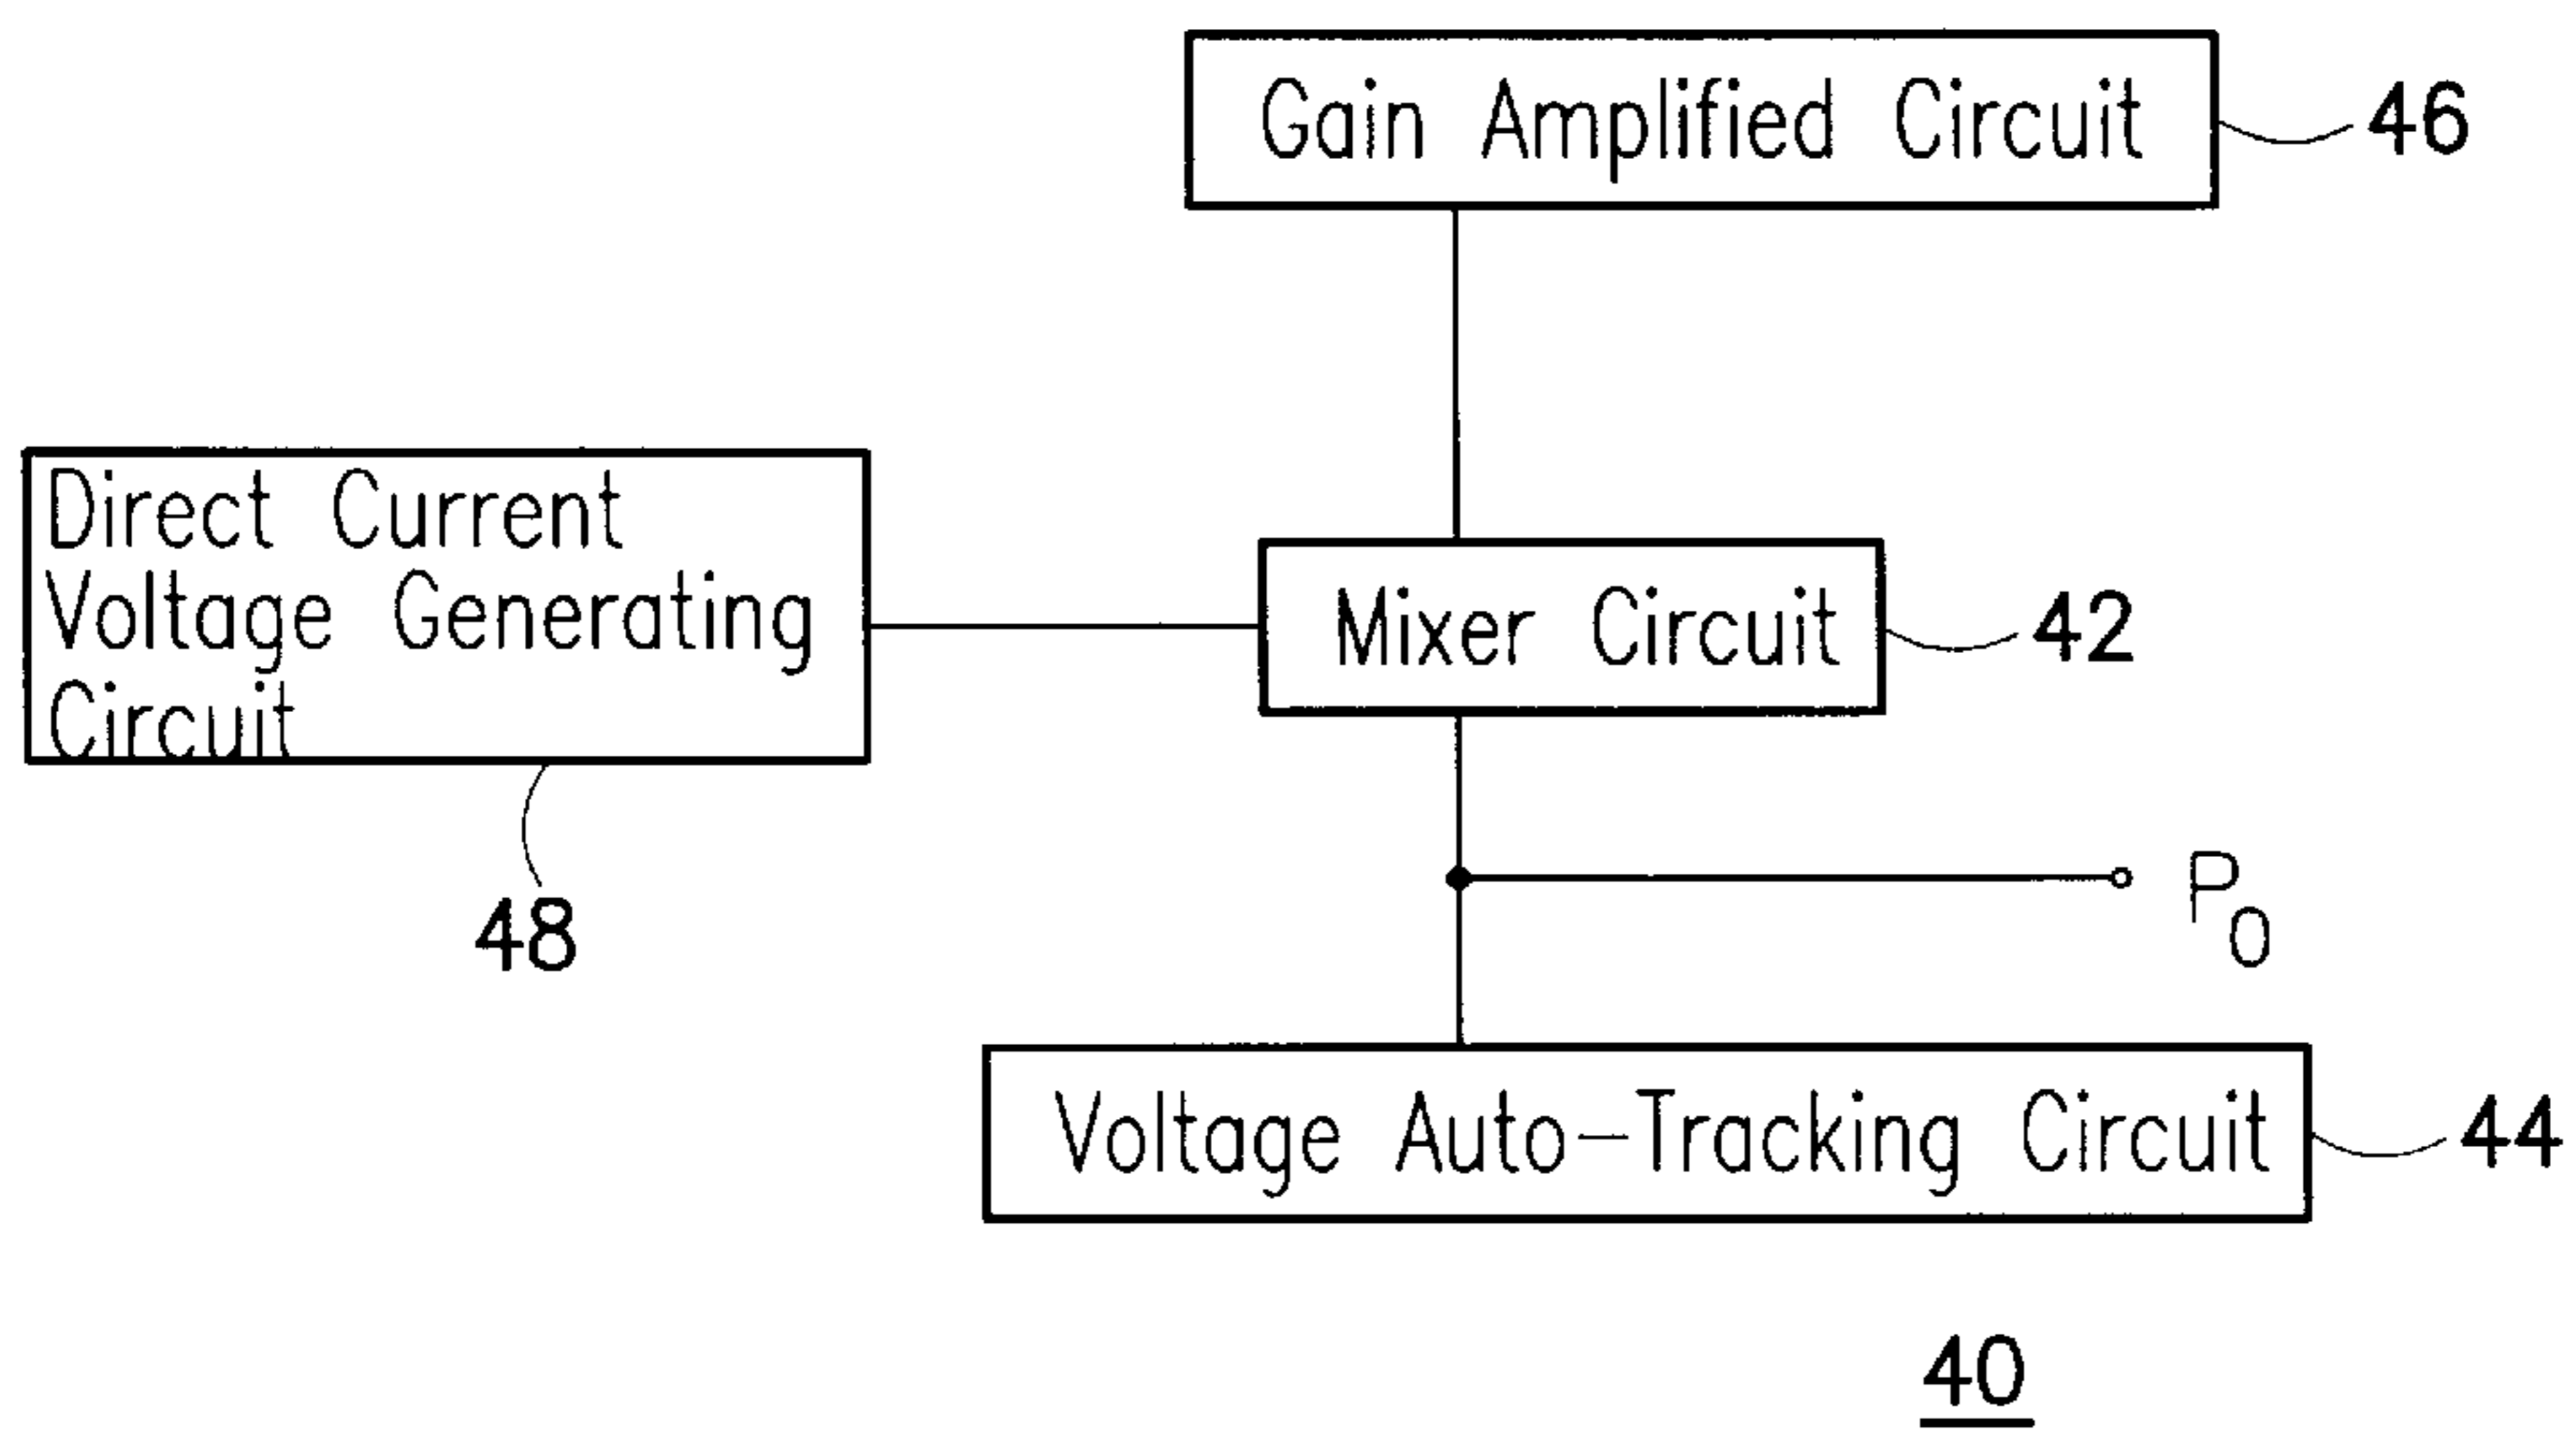 Gain Amplified Circuit
46
Direct Current
Voltage Generating
Circuit
48
Mixer Circuit
42
P0
Voltage Auto-Tracking Circuit
44
40